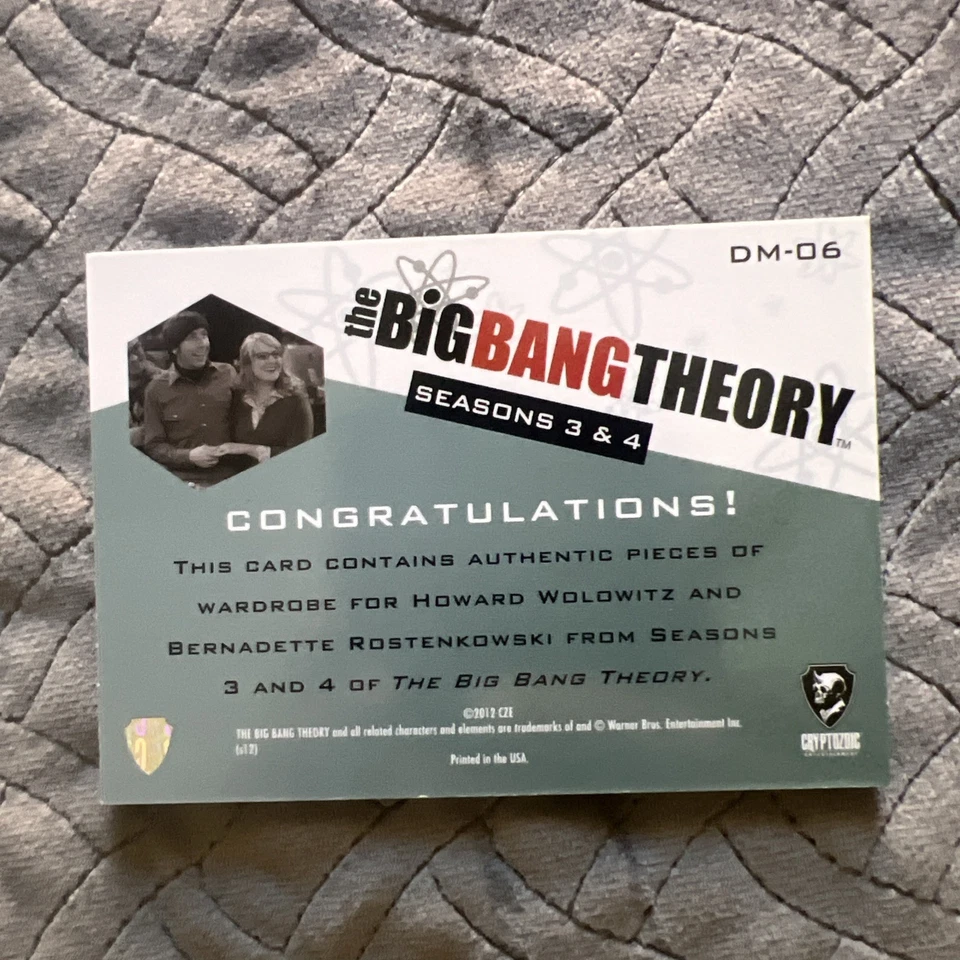 DM-06
the BiG BANG THEORY™
SEASONS 3 & 4
CONGRATULATIONS!
THIS CARD CONTAINS AUTHENTIC PIECES OF
WARDROBE FOR HOWARD WOLOWITZ AND
BERNADETTE ROSTENKOWSKI FROM SEASONS
3 AND 4 OF THE BIG BANG THEORY.
©2012 CZE
THE BIG BANG THEORY and all related characters and elements are trademarks of and © Warner Bros. Entertainment Inc.
(s12)
Printed in the USA.
CRYPTOZOIC
ENTERTAINMENT